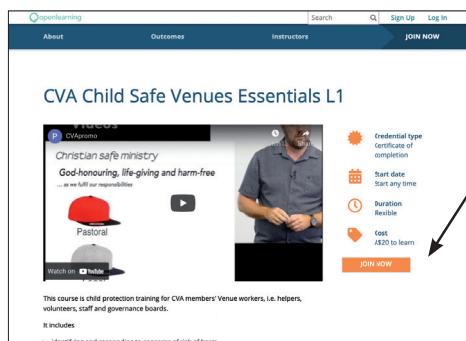 openlearning
Search
Sign Up Log In
About Outcomes Instructors JOIN NOW
CVA Child Safe Venues Essentials L1
P CVApromo
Christian safe ministry
God-honouring, life-giving and harm-free
... as we fulfil our responsibilities
Pastoral
Watch on YouTube
Credential type
Certificate of
completion
Start date
Start any time
Duration
Flexible
Cost
A$20 to learn
JOIN NOW
This course is child protection training for CVA members' Venue workers, i.e. helpers,
volunteers, staff and governance boards.
It includes